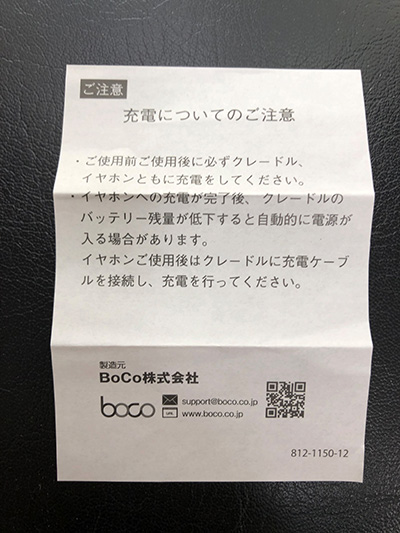 ご注意
充電についてのご注意
・ご使用前ご使用後に必ずクレードル、
イヤホンともに充電をしてください。
・イヤホンへの充電が完了後、クレードルの
バッテリー残量が低下すると自動的に電源が
入る場合があります。
イヤホンご使用後はクレードルに充電ケーブ
ルを接続し、充電を行ってください。
製造元
BoCo株式会社
boco
support@boco.co.jp
URL www.boco.co.jp
812-1150-12